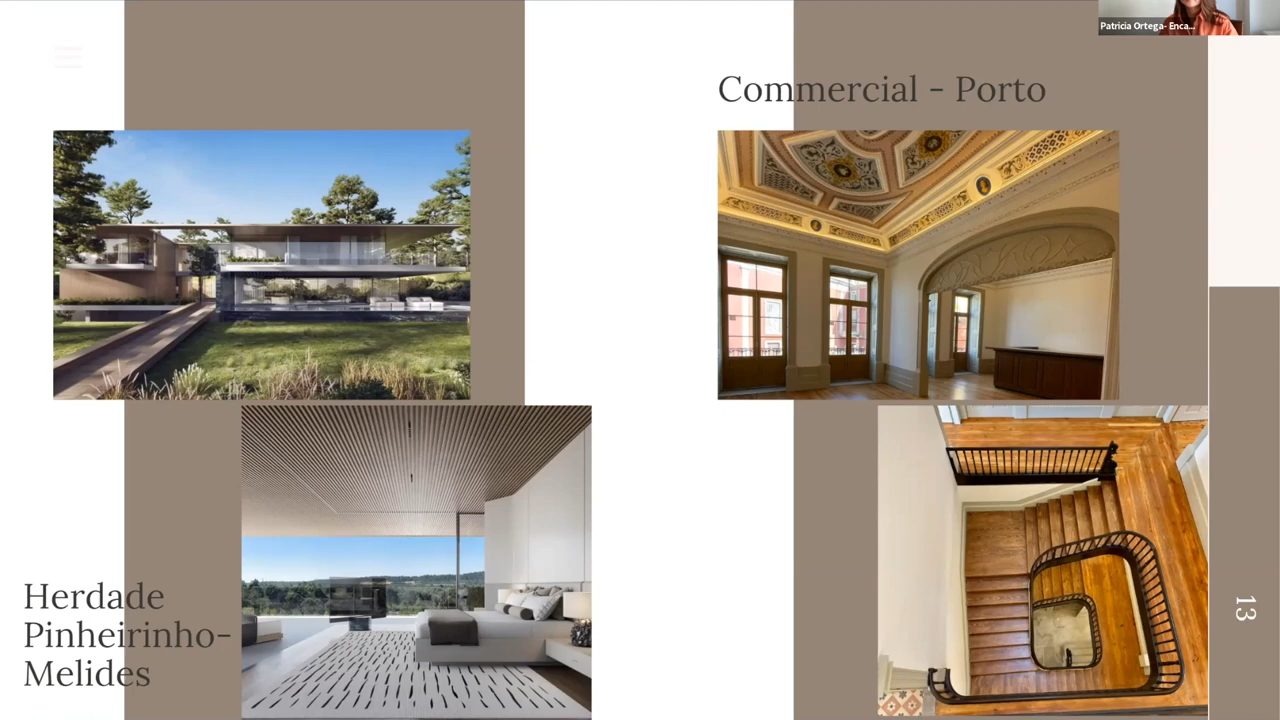 Patricia Ortega- Enca...
Commercial - Porto
Herdade
Pinheirinho-
Melides
13